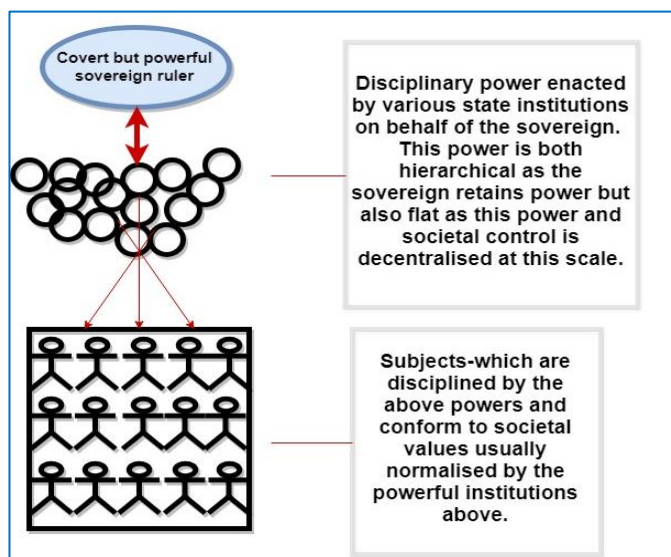 Covert but powerful
sovereign ruler
Disciplinary power enacted
by various state institutions
on behalf of the sovereign.
This power is both
hierarchical as the
sovereign retains power but
also flat as this power and
societal control is
decentralised at this scale.
Subjects-which are
disciplined by the
above powers and
conform to societal
values usually
normalised by the
powerful institutions
above.